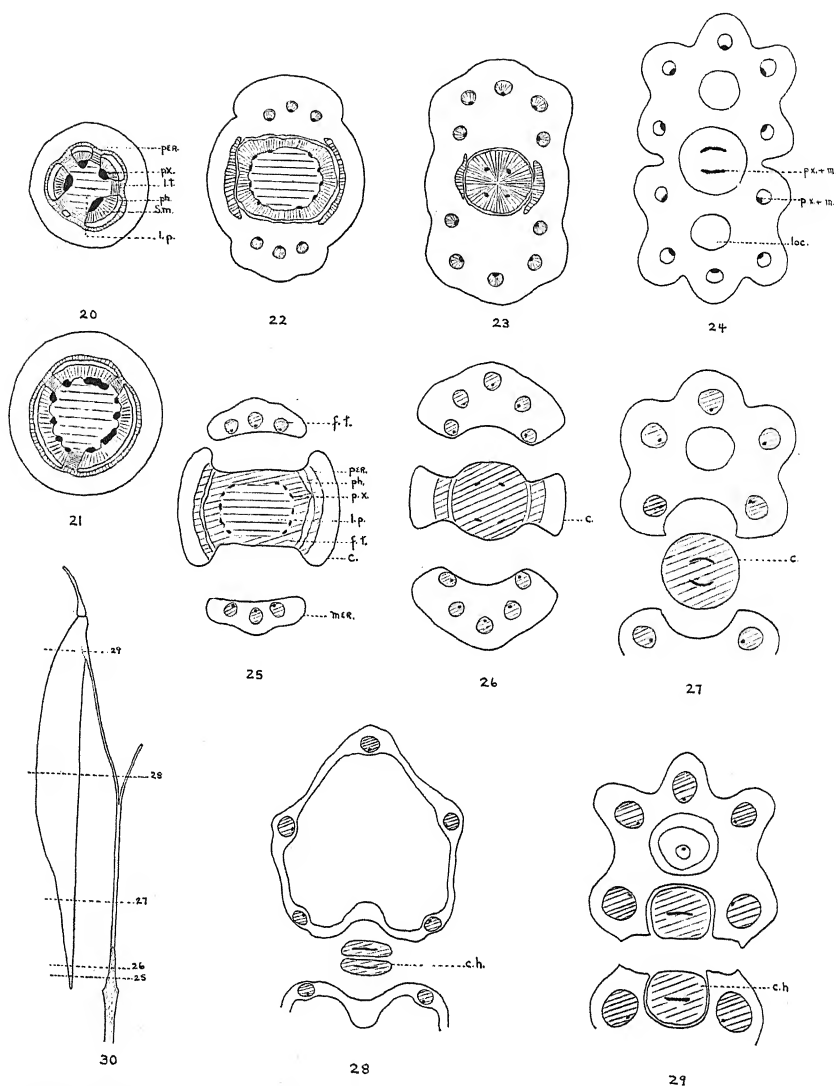 PER.
px.
l.t.
ph.
S.m.
l.p.
20
22
23
px.+m.
px.+m.
loc.
24
21
f.t.
PER.
ph.
p.x.
l.p.
f.t.
c.
mER.
25
c.
26
c.
27
29
28
27
26
25
30
c.h.
28
c.h
29